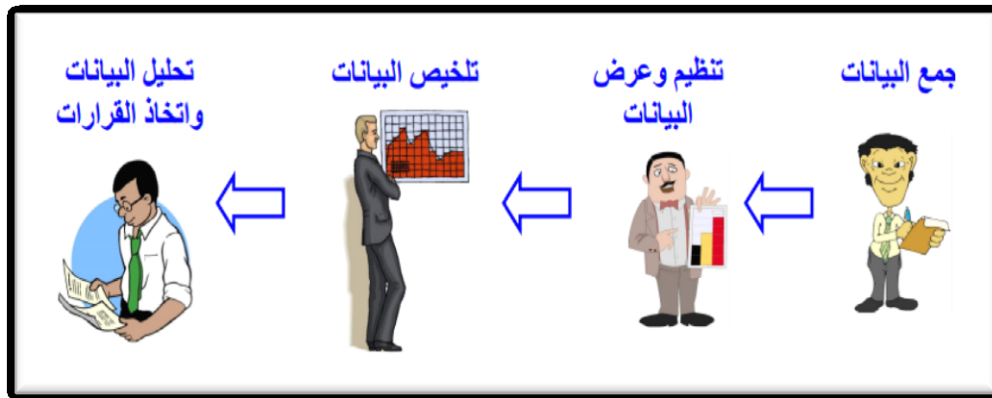 جمع البيانات
تنظيم وعرض
البيانات
تلخيص البيانات
تحليل البيانات
واتخاذ القرارات